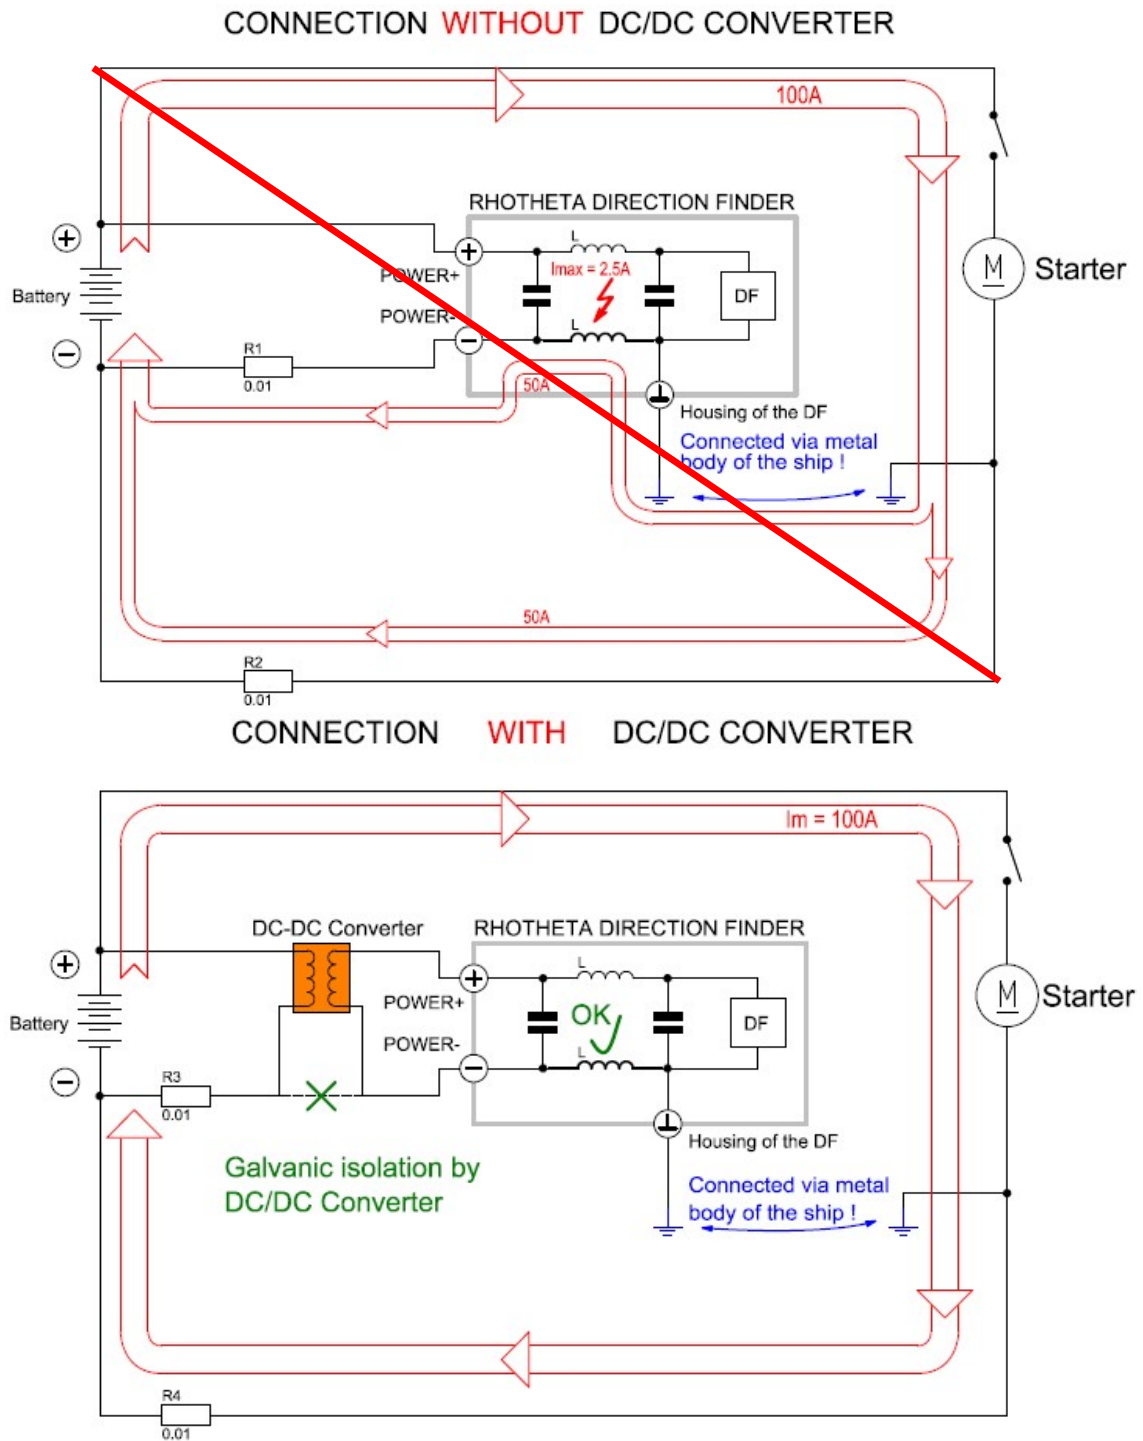 CONNECTION WITHOUT DC/DC CONVERTER
100A
RHOTHETA DIRECTION FINDER
+
+
L
POWER+
Imax = 2.5A
M
Starter
Battery
DF
POWER-
L
−
−
R1
0.01
50A
Housing of the DF
Connected via metal
body of the ship !
50A
R2
0.01
CONNECTION WITH DC/DC CONVERTER
Im = 100A
DC-DC Converter
RHOTHETA DIRECTION FINDER
+
+
L
POWER+
M
Starter
Battery
OK
DF
POWER-
L
−
−
R3
0.01
Housing of the DF
Galvanic isolation by
DC/DC Converter
Connected via metal
body of the ship !
R4
0.01